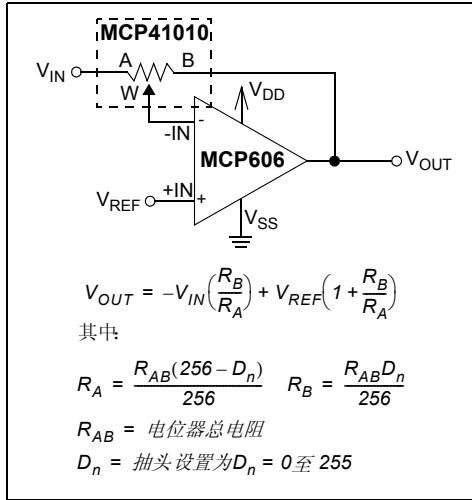 MCP41010
V_IN A B
W V_DD
-IN -
MCP606
V_OUT
V_REF +IN +
V_SS
V_OUT = -V_IN(R_B/R_A) + V_REF(1 + R_B/R_A)
其中:
R_A = R_AB(256 – D_n)/256 R_B = R_AB D_n/256
R_AB = 电位器总电阻
D_n = 抽头设置为D_n = 0至 255